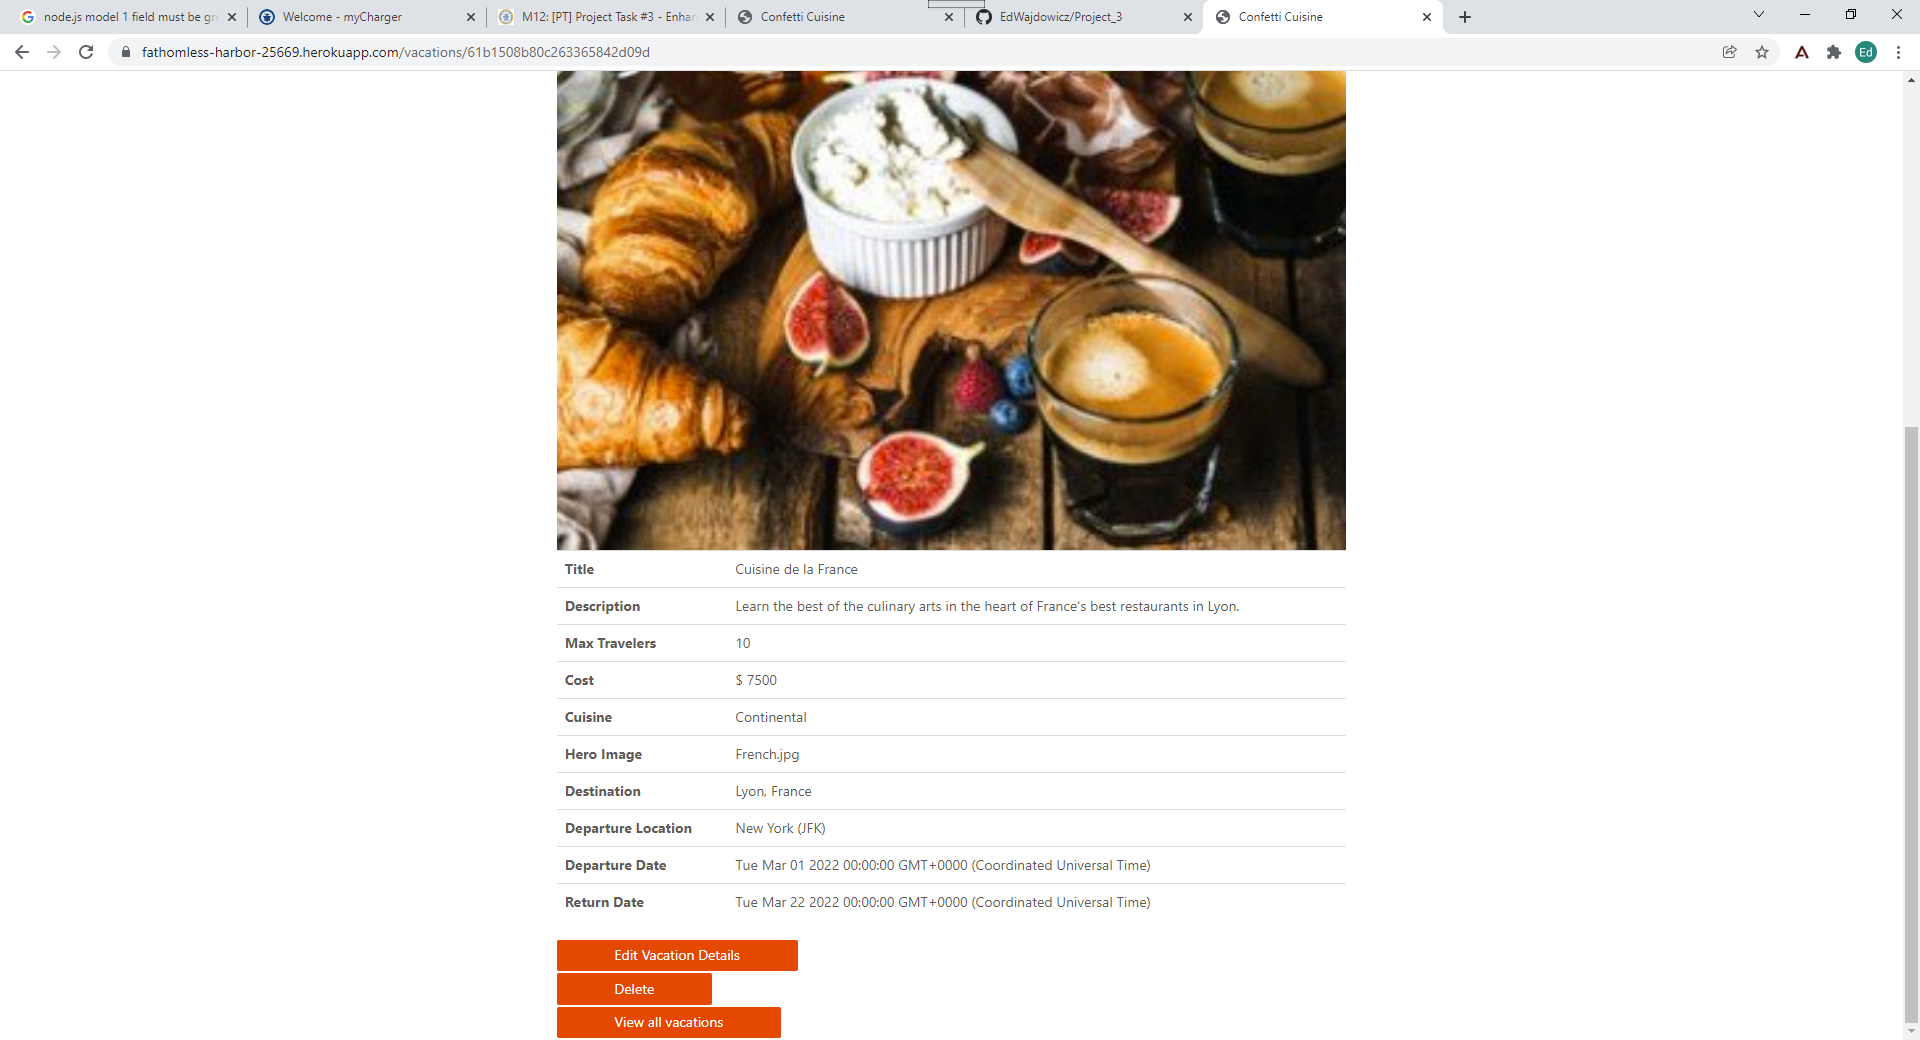 node.js model 1 field must be gr
Welcome - myCharger
M12: [PT] Project Task #3 - Enhan
Confetti Cuisine
EdWajdowicz/Project_3
Confetti Cuisine
fathomless-harbor-25669.herokuapp.com/vacations/61b1508b80c263365842d09d
Ed
Title Cuisine de la France
Description Learn the best of the culinary arts in the heart of France's best restaurants in Lyon.
Max Travelers 10
Cost $ 7500
Cuisine Continental
Hero Image French.jpg
Destination Lyon, France
Departure Location New York (JFK)
Departure Date Tue Mar 01 2022 00:00:00 GMT+0000 (Coordinated Universal Time)
Return Date Tue Mar 22 2022 00:00:00 GMT+0000 (Coordinated Universal Time)
Edit Vacation Details
Delete
View all vacations